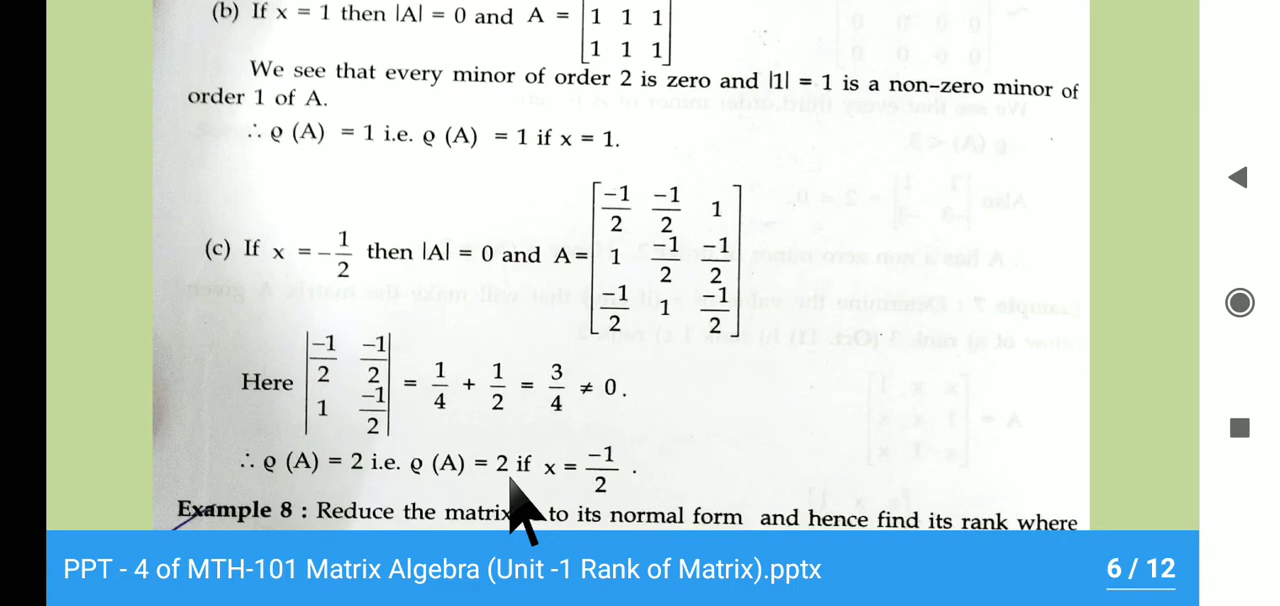 (b) If x = 1 then |A| = 0 and A = [1 1 1
1 1 1]
We see that every minor of order 2 is zero and |1| = 1 is a non-zero minor of
order 1 of A.
∴ ϱ (A) = 1 i.e. ϱ (A) = 1 if x = 1.
(c) If x = -1/2 then |A| = 0 and A = [-1/2 -1/2 1
1 -1/2 -1/2
-1/2 1 -1/2]
Here |-1/2 -1/2
1 -1/2| = 1/4 + 1/2 = 3/4 ≠ 0.
∴ ϱ (A) = 2 i.e. ϱ (A) = 2 if x = -1/2 .
Example 8 : Reduce the matrix to its normal form and hence find its rank where
PPT - 4 of MTH-101 Matrix Algebra (Unit -1 Rank of Matrix).pptx
6 / 12